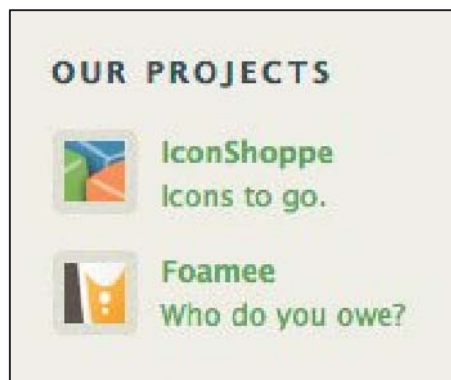 OUR PROJECTS
IconShoppe
Icons to go.
Foamee
Who do you owe?